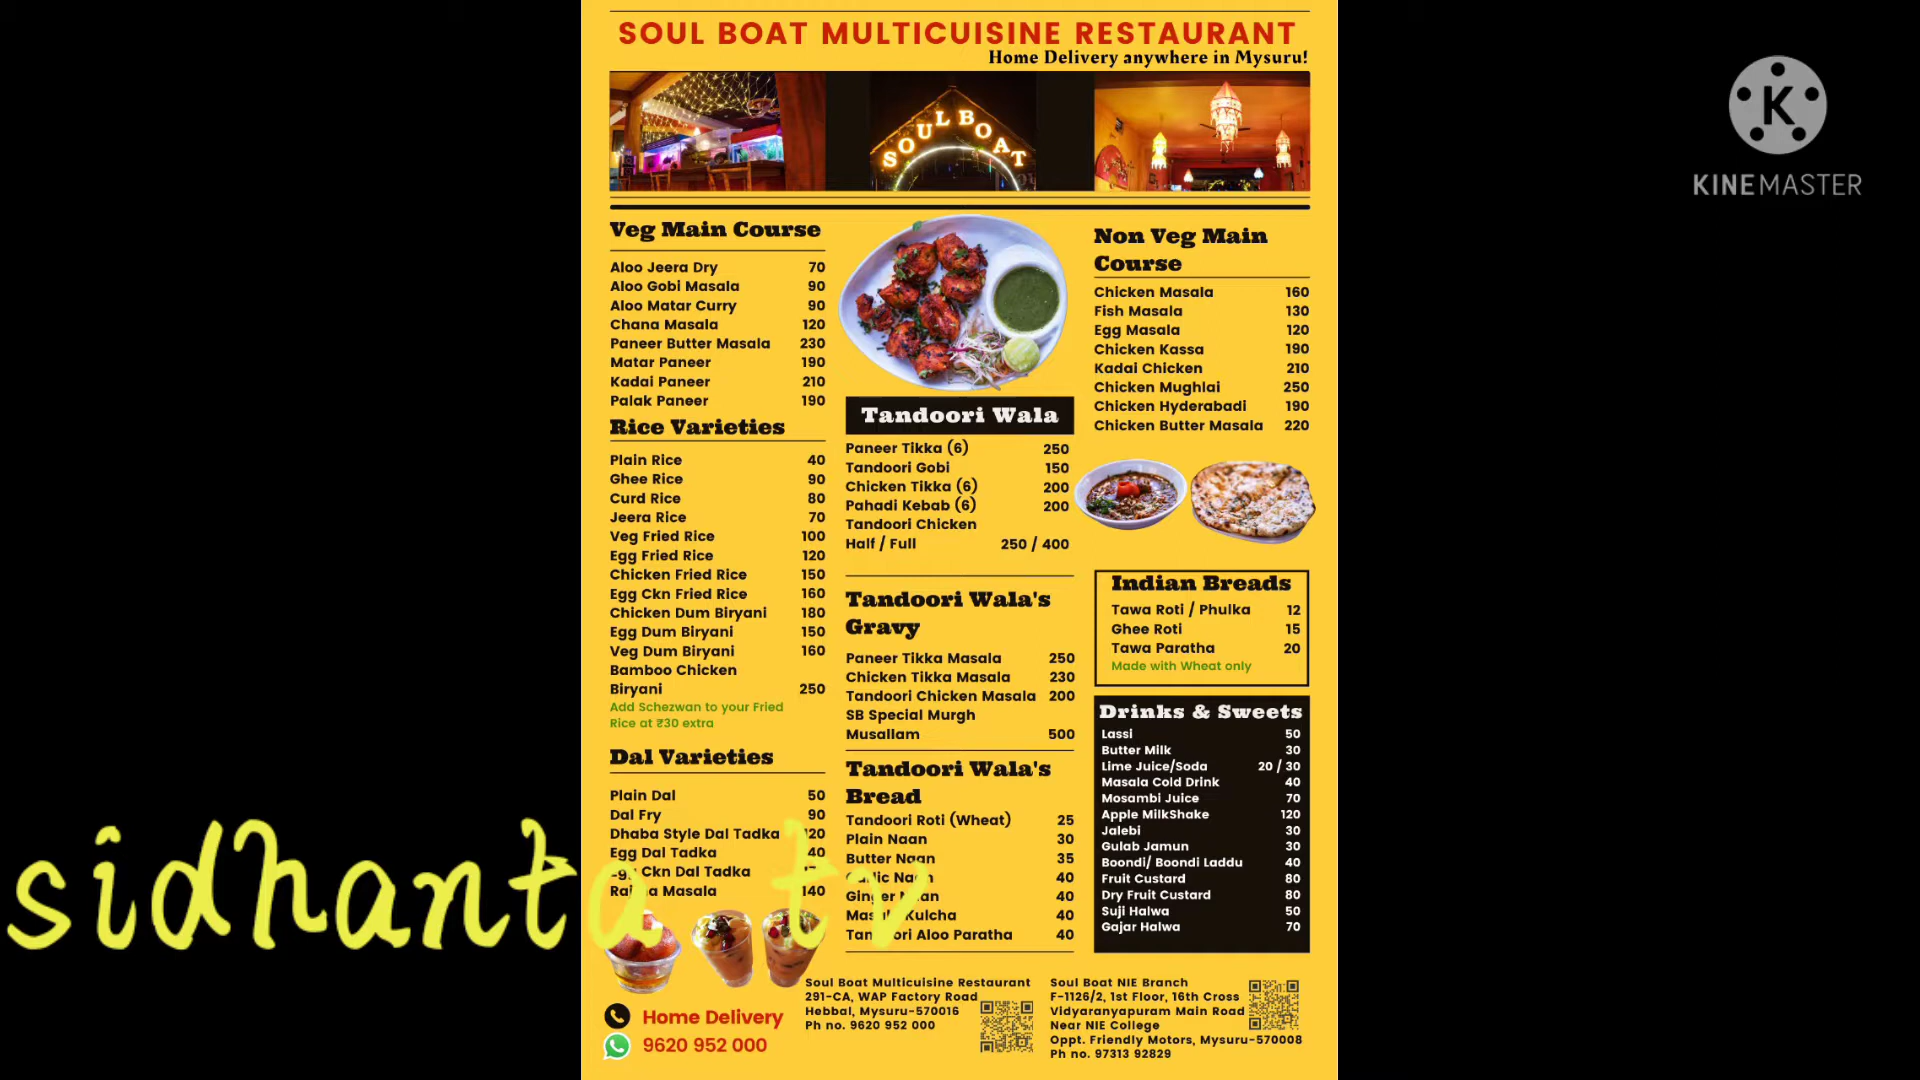 SOUL BOAT MULTICUISINE RESTAURANT
Home Delivery anywhere in Mysuru!
SOUL BOAT
KINEMASTER
Veg Main Course
Aloo Jeera Dry 70
Aloo Gobi Masala 90
Aloo Matar Curry 90
Chana Masala 120
Paneer Butter Masala 230
Matar Paneer 190
Kadai Paneer 210
Palak Paneer 190
Rice Varieties
Plain Rice 40
Ghee Rice 90
Curd Rice 80
Jeera Rice 70
Veg Fried Rice 100
Egg Fried Rice 120
Chicken Fried Rice 150
Egg Ckn Fried Rice 160
Chicken Dum Biryani 180
Egg Dum Biryani 150
Veg Dum Biryani 160
Bamboo Chicken
Biryani 250
Add Schezwan to your Fried
Rice at ₹30 extra
Dal Varieties
Plain Dal 50
Dal Fry 90
Dhaba Style Dal Tadka
Egg Dal Tadka
Ckn Dal Tadka
Masala 140
Tandoori Wala
Paneer Tikka (6) 250
Tandoori Gobi 150
Chicken Tikka (6) 200
Pahadi Kebab (6) 200
Tandoori Chicken
Half / Full 250 / 400
Tandoori Wala's
Gravy
Paneer Tikka Masala 250
Chicken Tikka Masala 230
Tandoori Chicken Masala 200
SB Special Murgh
Musallam 500
Tandoori Wala's
Bread
Tandoori Roti (Wheat) 25
Plain Naan 30
Butter Naan 35
Garlic Naan 40
Ginger Naan 40
Masala Kulcha 40
Tandoori Aloo Paratha 40
Non Veg Main
Course
Chicken Masala 160
Fish Masala 130
Egg Masala 120
Chicken Kassa 190
Kadai Chicken 210
Chicken Mughlai 250
Chicken Hyderabadi 190
Chicken Butter Masala 220
Indian Breads
Tawa Roti / Phulka 12
Ghee Roti 15
Tawa Paratha 20
Made with Wheat only
Drinks & Sweets
Lassi 50
Butter Milk 30
Lime Juice/Soda 20 / 30
Masala Cold Drink 40
Mosambi Juice 70
Apple MilkShake 120
Jalebi 30
Gulab Jamun 30
Boondi/ Boondi Laddu 40
Fruit Custard 80
Dry Fruit Custard 80
Suji Halwa 50
Gajar Halwa 70
sidhanta tv
Home Delivery
9620 952 000
Soul Boat Multicuisine Restaurant
291-CA, WAP Factory Road
Hebbal, Mysuru-570016
Ph no. 9620 952 000
Soul Boat NIE Branch
F-1126/2, 1st Floor, 16th Cross
Vidyaranyapuram Main Road
Near NIE College
Oppt. Friendly Motors, Mysuru-570008
Ph no. 97313 92829